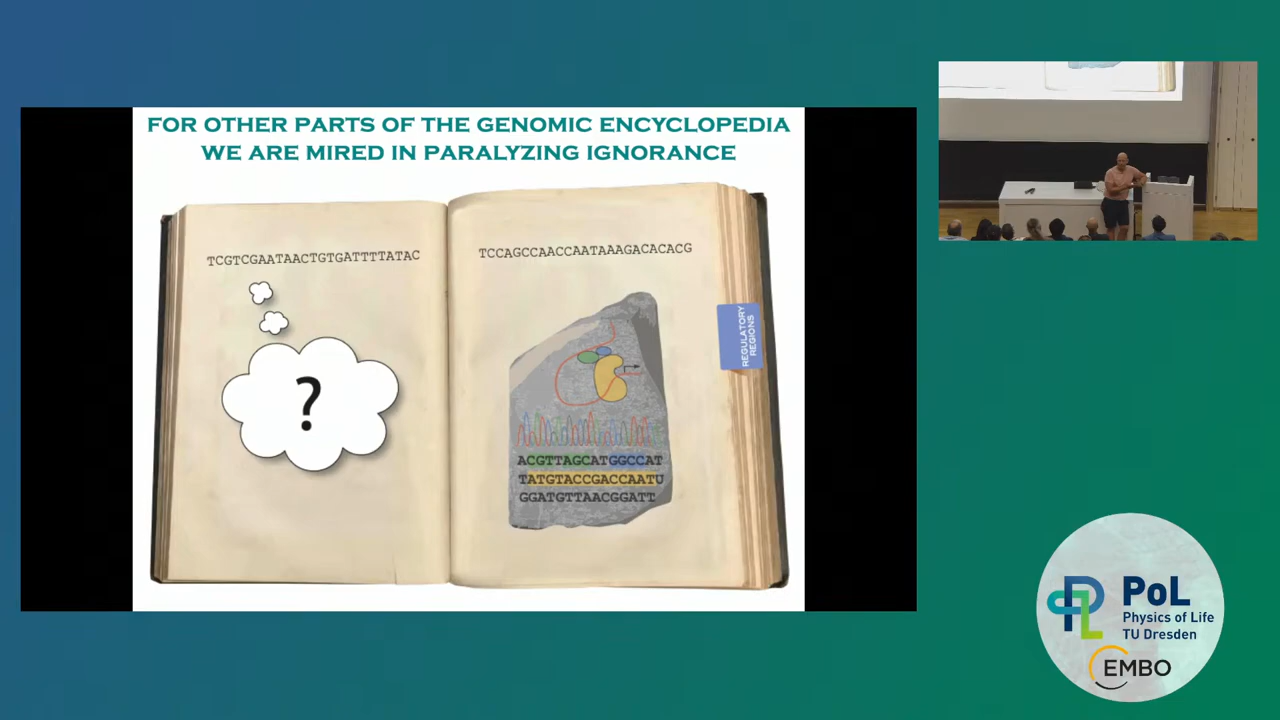 FOR OTHER PARTS OF THE GENOMIC ENCYCLOPEDIA
WE ARE MIRED IN PARALYZING IGNORANCE
TCGTCGAATAACTGTGATTTTATAC
TCCAGCCAACCAATAAAGACACACG
?
REGULATORY
REGIONS
ACGTTAGCATGGCCAT
TATGTACCGACCAATU
GGATGTTAACGGATT
PoL
Physics of Life
TU Dresden
EMBO